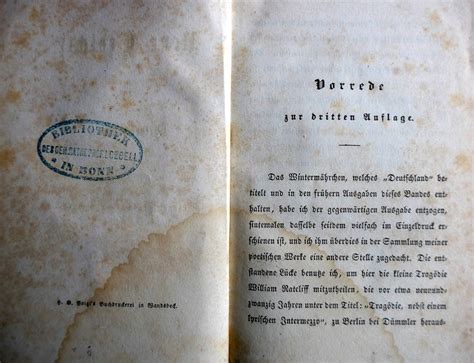 BIBLIOTHEK
IN BONN
H. G. Voigt's Buchdruckerei in Wandsbeck.
Vorrede
zur dritten Auflage.
Das Wintermährchen, welches „Deutschland“ be-
titelt und in den frühern Ausgaben dieses Bandes ent-
halten, habe ich der gegenwärtigen Ausgabe entzogen,
sintemalen dasselbe seitdem vielfach im Einzeldruck er-
schienen ist, und ich ihm überdies in der Sammlung meiner
poetischen Werke eine andere Stelle zugedacht. Die ent-
standene Lücke benutze ich, um hier die kleine Tragödie
William Ratcliff mitzutheilen, die vor etwa neunund-
zwanzig Jahren unter dem Titel: „Tragödie, nebst einem
lyrischen Intermezzo“, zu Berlin bei Dümmler heraus-